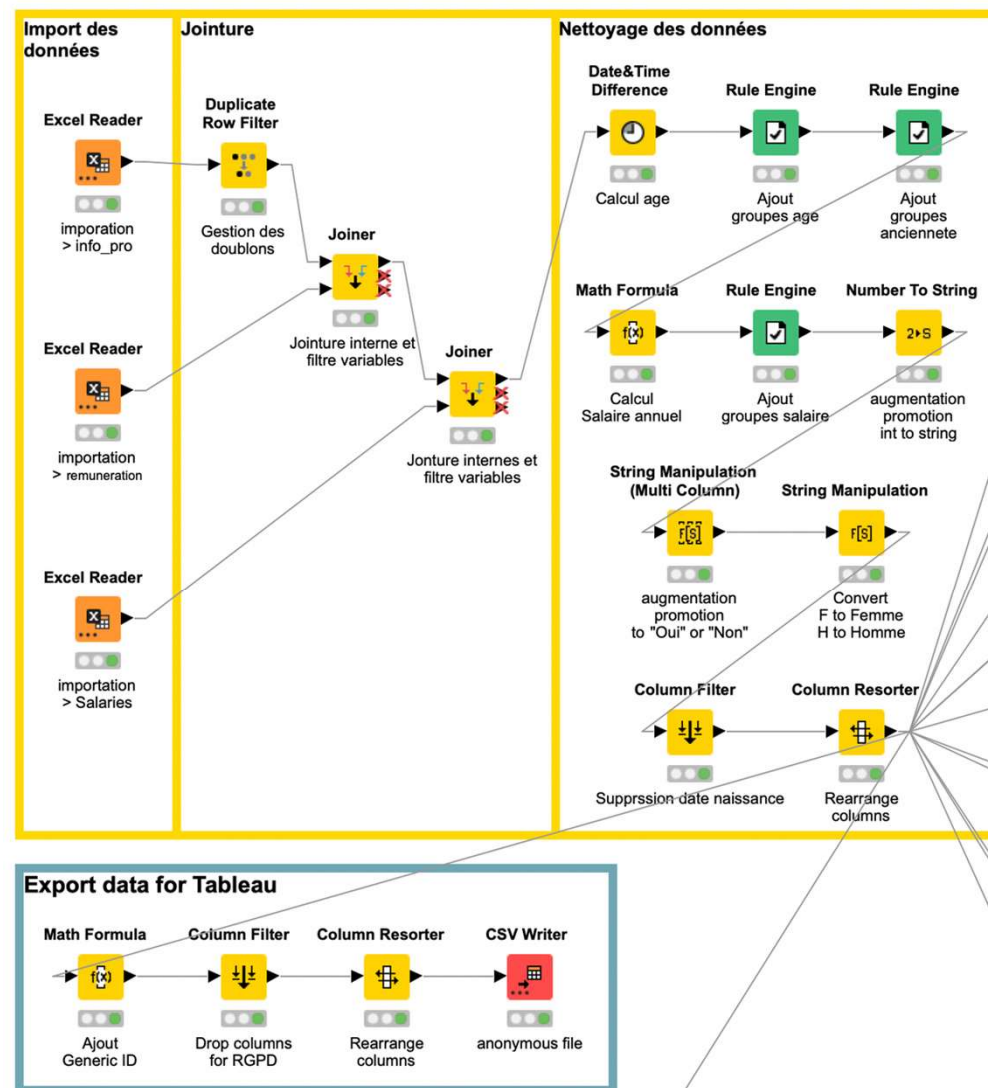 Import des
données
Jointure
Nettoyage des données
Excel Reader
imporation
> info_pro
Excel Reader
importation
> remuneration
Excel Reader
importation
> Salaries
Duplicate
Row Filter
Gestion des
doublons
Joiner
Jointure interne et
filtre variables
Joiner
Jonture internes et
filtre variables
Date&Time
Difference
Calcul age
Rule Engine
Ajout
groupes age
Rule Engine
Ajout
groupes
anciennete
Math Formula
f(x)
Calcul
Salaire annuel
Rule Engine
Ajout
groupes salaire
Number To String
2▸S
augmentation
promotion
int to string
String Manipulation
(Multi Column)
F[S]
augmentation
promotion
to "Oui" or "Non"
String Manipulation
F[S]
Convert
F to Femme
H to Homme
Column Filter
Supprssion date naissance
Column Resorter
Rearrange
columns
Export data for Tableau
Math Formula
f(x)
Ajout
Generic ID
Column Filter
Drop columns
for RGPD
Column Resorter
Rearrange
columns
CSV Writer
anonymous file